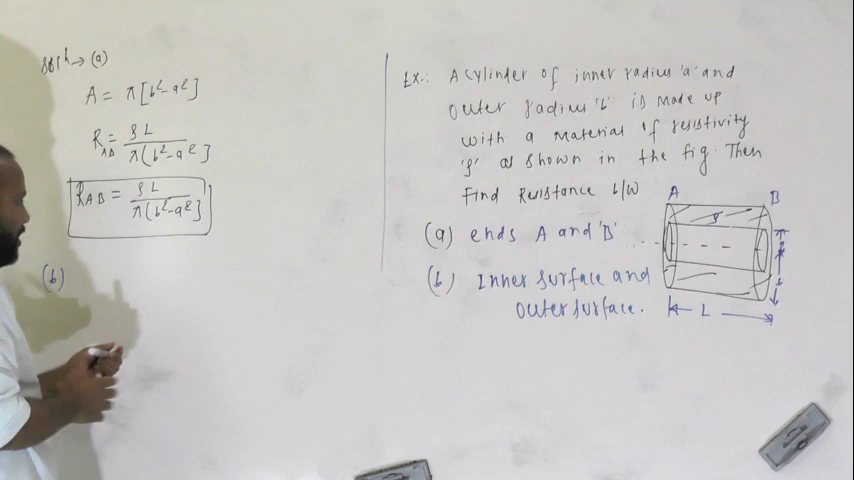 Solⁿ → (a)
A = π[b²-a²]
R_AB = ρL / π(b²-a²)
R_AB = ρL / π(b²-a²)
(b)
Ex.: A cylinder of inner radius 'a' and
outer radius 'b' is made up
with a material of resistivity
'ρ' as shown in the fig. Then
Find Resistance b/w
(a) ends A and 'B'
(b) Inner surface and
outer surface.
A B
ρ
a
b
L